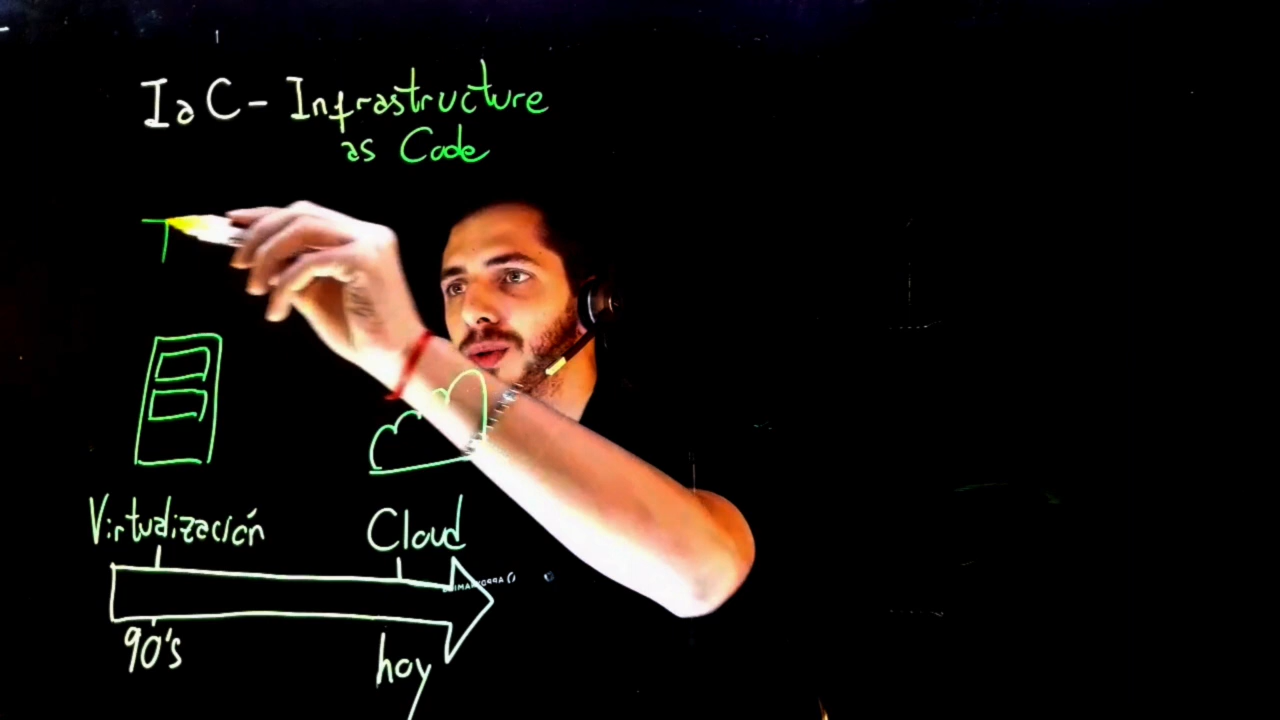 IaC - Infrastructure
as Code
Virtualización
Cloud
90's
hoy